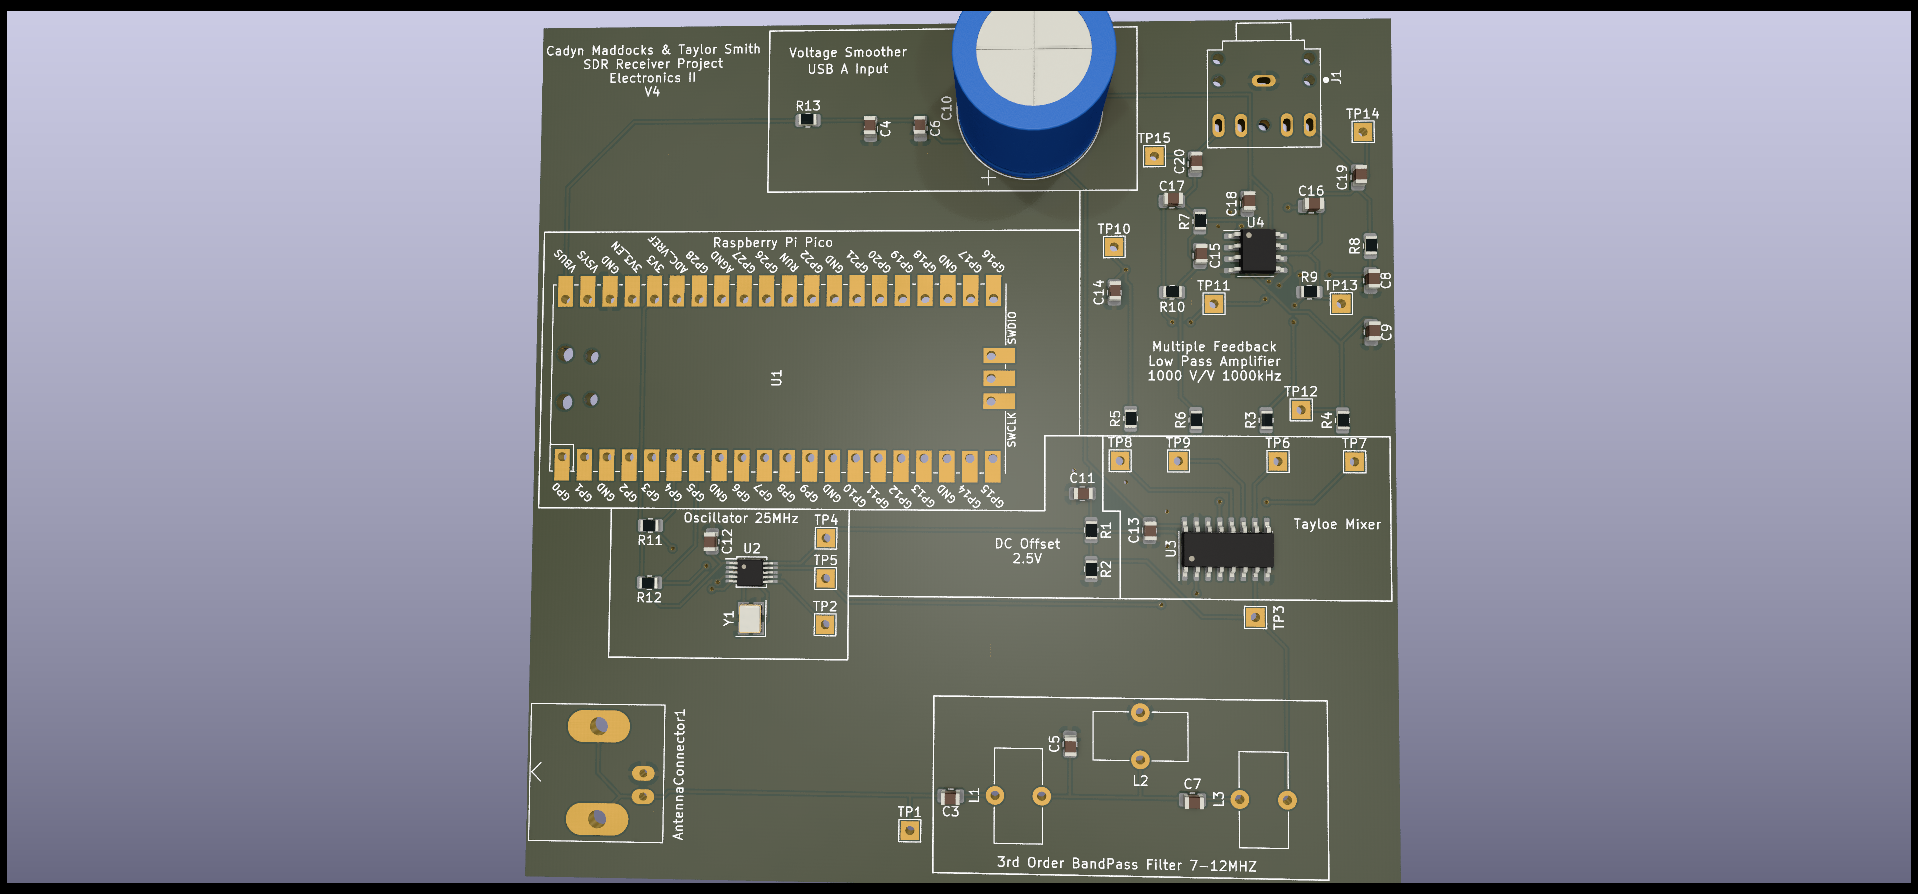 Cadyn Maddocks & Taylor Smith
SDR Receiver Project
Electronics II
V4
Voltage Smoother
USB A Input
R13
C4
C6
C10
+
J1
TP14
TP15
C20
C19
C17
C18
C16
R7
U4
TP10
C15
R8
C14
R10
TP11
R9
TP13
C8
C9
Multiple Feedback
Low Pass Amplifier
1000 V/V 1000kHz
TP12
R5
R6
R3
R4
Raspberry Pi Pico
VBUS
VSYS
GND
3V3_EN
3V3
ADC_VREF
GP28
AGND
GP27
GP26
RUN
GP22
GND
GP21
GP20
GP19
GP18
GND
GP17
GP16
SWDIO
U1
SWCLK
GP0
GP1
GND
GP2
GP3
GP4
GP5
GND
GP6
GP7
GP8
GP9
GND
GP10
GP11
GP12
GP13
GND
GP14
GP15
TP8
TP9
TP6
TP7
C11
C13
U3
Tayloe Mixer
R1
R2
DC Offset
2.5V
Oscillator 25MHz
R11
C12
U2
TP4
TP5
R12
Y1
TP2
TP3
AntennaConnector1
TP1
C3
L1
C5
L2
C7
L3
3rd Order BandPass Filter 7-12MHZ